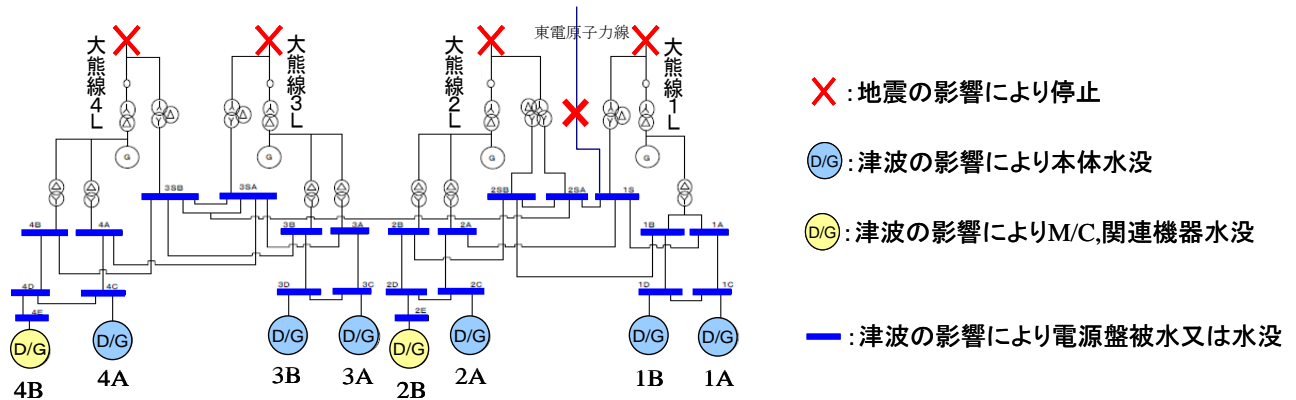 東電原子力線
大熊線4L
大熊線3L
大熊線2L
大熊線1L
G
G
G
G
3SB
3SA
2SB
2SA
1S
4B
4A
3B
3A
2B
2A
1B
1A
4D
4C
3D
3C
2D
2C
1D
1C
4E
2E
D/G
D/G
D/G
D/G
D/G
D/G
D/G
D/G
4B
4A
3B
3A
2B
2A
1B
1A
:地震の影響により停止
D/G
:津波の影響により本体水没
D/G
:津波の影響によりM/C,関連機器水没
:津波の影響により電源盤被水又は水没